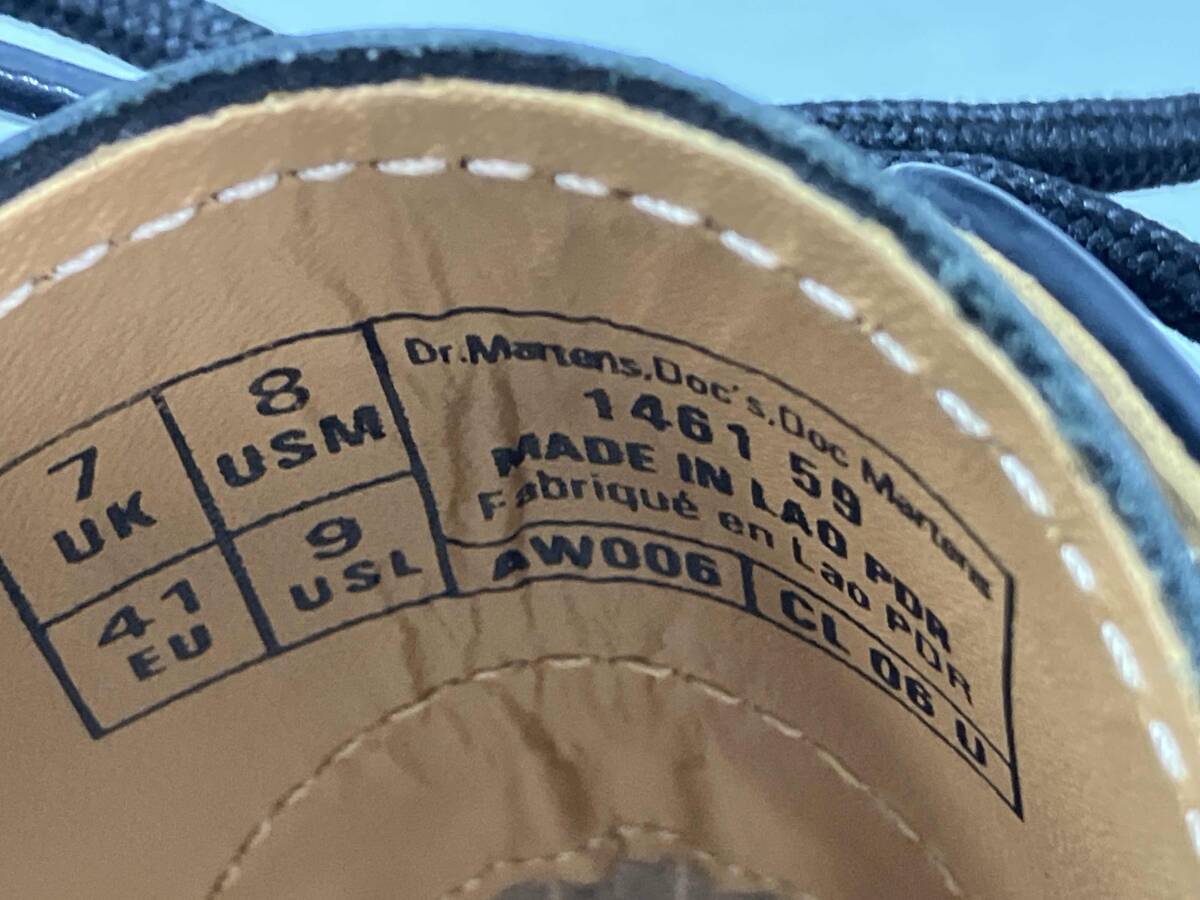 7
UK
8
USM
41
EU
9
USL
Dr.Martens,Doc's,Doc Martens
1461 59
MADE IN LAO PDR
Fabriqué en Lao PDR
AW006
CL 06 U